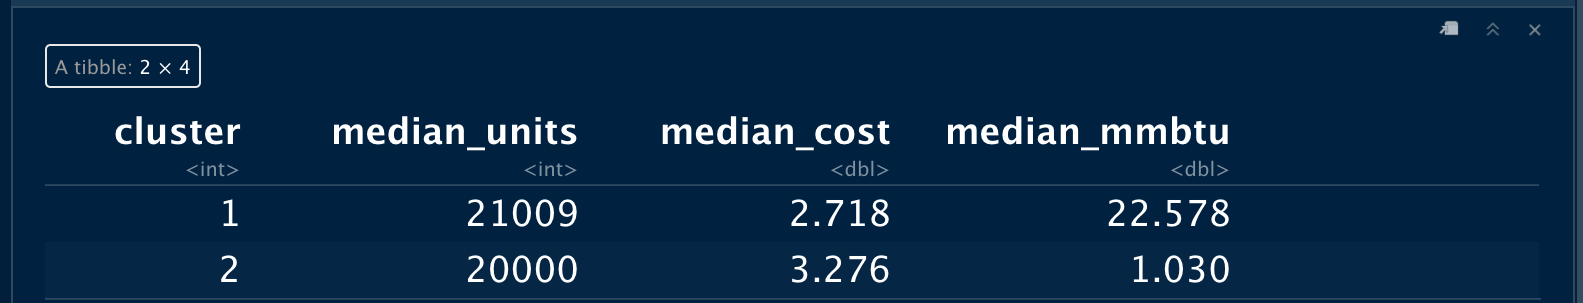 A tibble: 2 × 4
cluster median_units median_cost median_mmbtu
<int> <int> <dbl> <dbl>
1 21009 2.718 22.578
2 20000 3.276 1.030